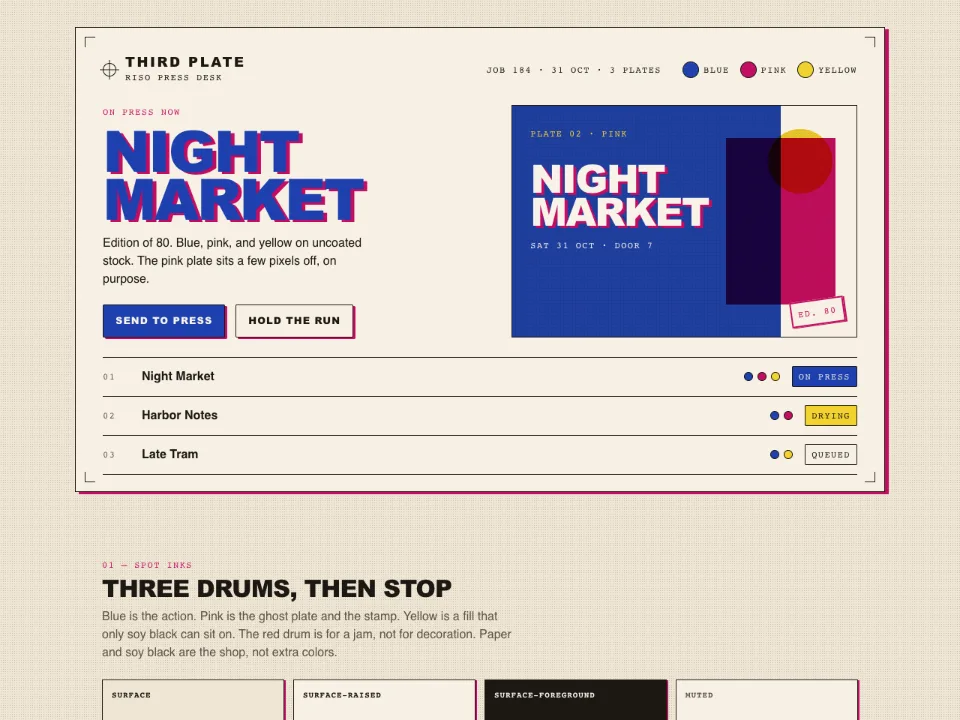 THIRD PLATE
RISO PRESS DESK
JOB 184 · 31 OCT · 3 PLATES
BLUE
PINK
YELLOW
ON PRESS NOW
NIGHT
MARKET
Edition of 80. Blue, pink, and yellow on uncoated
stock. The pink plate sits a few pixels off, on
purpose.
SEND TO PRESS
HOLD THE RUN
PLATE 02 · PINK
NIGHT
MARKET
SAT 31 OCT · DOOR 7
ED. 80
01 Night Market ON PRESS
02 Harbor Notes DRYING
03 Late Tram QUEUED
01 — SPOT INKS
THREE DRUMS, THEN STOP
Blue is the action. Pink is the ghost plate and the stamp. Yellow is a fill that
only soy black can sit on. The red drum is for a jam, not for decoration. Paper
and soy black are the shop, not extra colors.
SURFACE
SURFACE-RAISED
SURFACE-FOREGROUND
MUTED